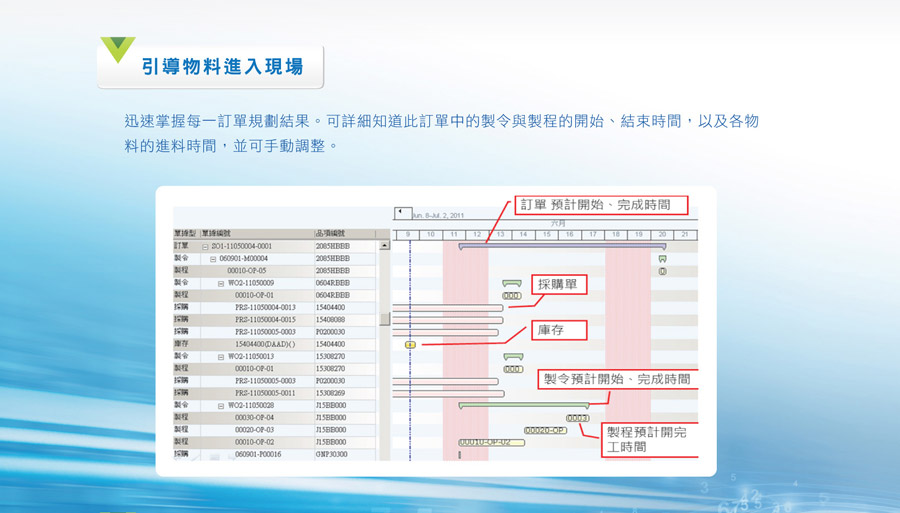 引導物料進入現場
迅速掌握每一訂單規劃結果。可詳細知道此訂單中的製令與製程的開始、結束時間，以及各物
料的進料時間，並可手動調整。
訂單 預計開始、完成時間
Jun. 8-Jul. 2, 2011
六月
單據型 單據編號 品項編號 9 10 11 12 13 14 15 16 17 18 19 20 21
訂單 SO1-11050004-0001 2085HBBB
製令 060901-M00004 2085HBBB
製程 00010-OP-05 2085HBBB
製令 WO2-11050009 0604RBBB
採購單
製程 00010-OP-01 0604RBBB 000
採購 PRS-11050004-0013 15404400
採購 PRS-11050004-0015 15408088
採購 PRS-11050005-0003 P0200030
庫存
庫存 15404400(D&AD)() 15404400
製令 WO2-11050013 15308270
製程 00010-OP-01 15308270 000
採購 PRS-11050005-0003 P0200030
製令預計開始、完成時間
採購 PRS-11050005-0011 15308269
製令 WO2-11050028 J15BB000
製程 00030-OP-04 J15BB000 0003
製程 00020-OP-03 J15BB000 00020-OP
製程預計開完
工時間
製程 00010-OP-02 J15BB000 00010-OP-02
採購 060901-P00016 GNP30300